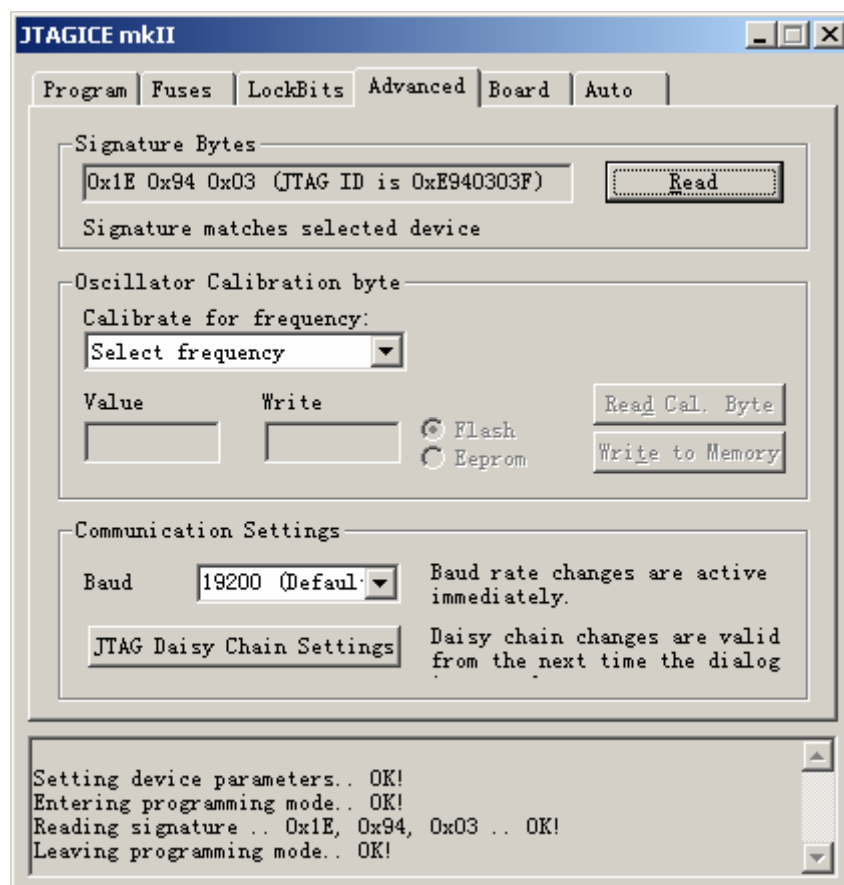 JTAGICE mkII
Program Fuses LockBits Advanced Board Auto
Signature Bytes
0x1E 0x94 0x03 (JTAG ID is 0xE940303F)
Read
Signature matches selected device
Oscillator Calibration byte
Calibrate for frequency:
Select frequency
Value Write
Flash
Eeprom
Read Cal. Byte
Write to Memory
Communication Settings
Baud
19200 (Defaul
Baud rate changes are active
immediately.
JTAG Daisy Chain Settings
Daisy chain changes are valid
from the next time the dialog
Setting device parameters.. OK!
Entering programming mode.. OK!
Reading signature .. 0x1E, 0x94, 0x03 .. OK!
Leaving programming mode.. OK!